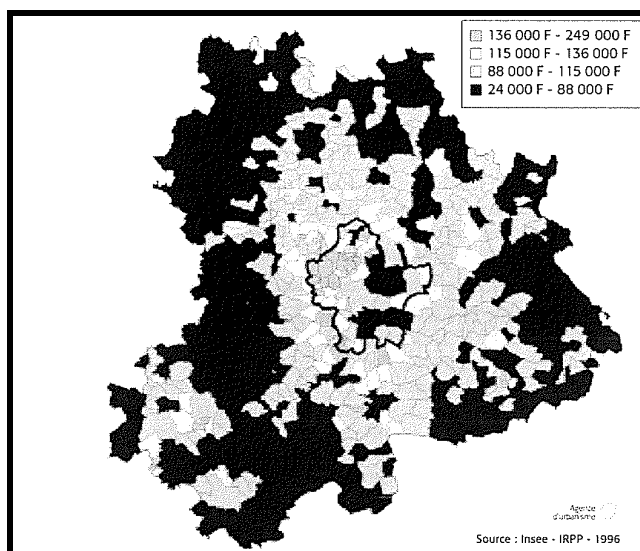 136 000 F - 249 000 F
115 000 F - 136 000 F
88 000 F - 115 000 F
24 000 F - 88 000 F
Agence
d'urbanisme
Source : Insee - IRPP - 1996